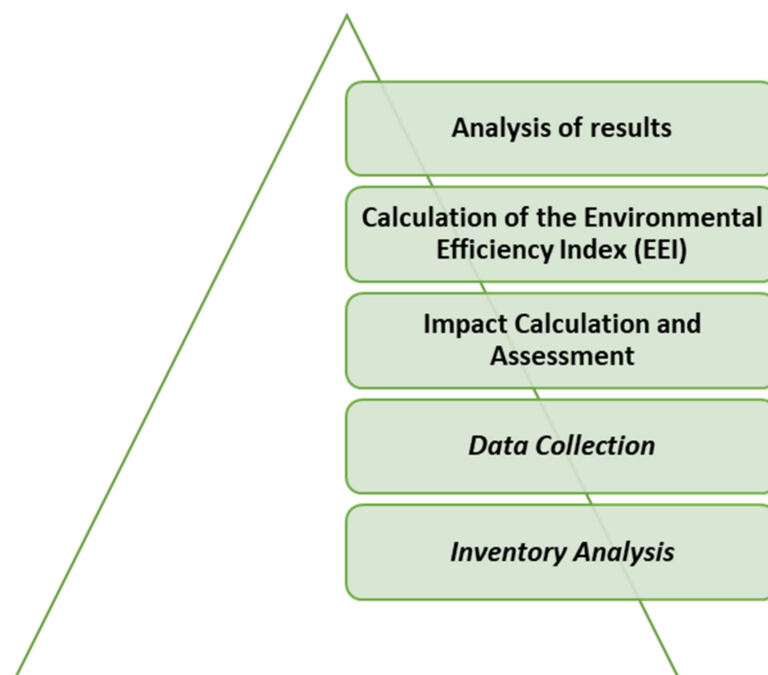 Analysis of results
Calculation of the Environmental
Efficiency Index (EEI)
Impact Calculation and
Assessment
Data Collection
Inventory Analysis